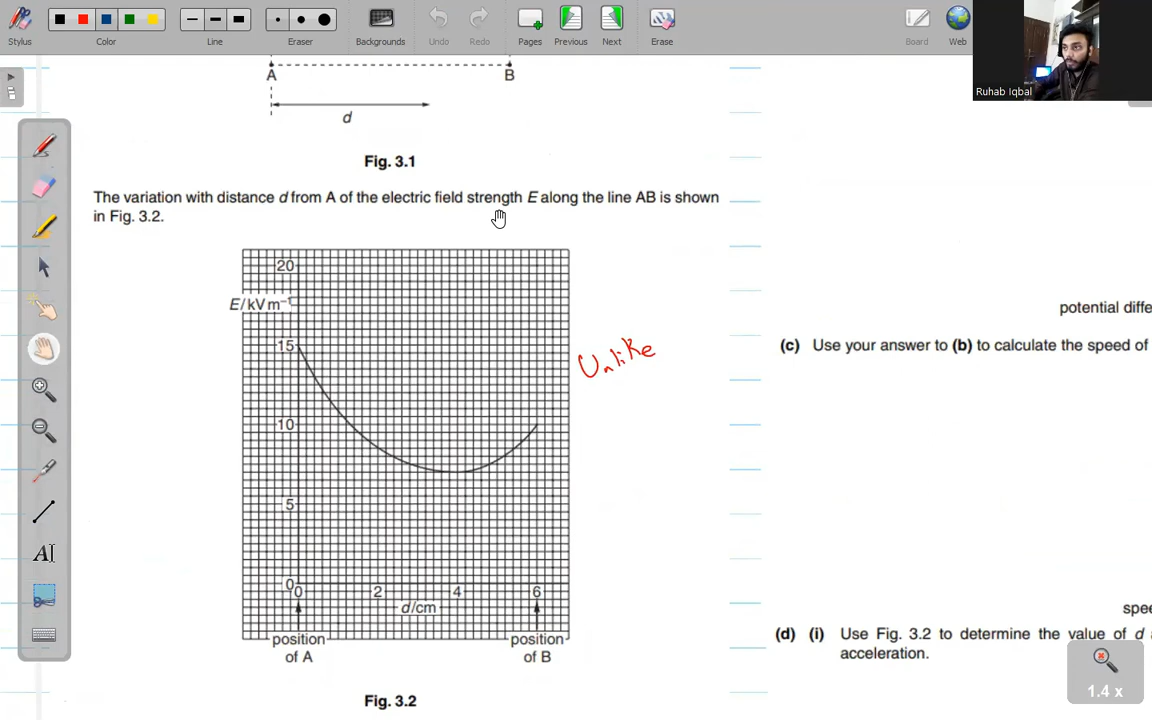 Stylus
Color
Line
Eraser
Backgrounds
Undo
Redo
Pages
Previous
Next
Erase
Board
Web
Ruhab Iqbal
A
B
d
Fig. 3.1
The variation with distance d from A of the electric field strength E along the line AB is shown
in Fig. 3.2.
20
E/kV m⁻¹
15
10
5
0
0 2 4 6
d/cm
position
of A
position
of B
Fig. 3.2
Unlike
potential diffe
(c) Use your answer to (b) to calculate the speed of
spee
(d) (i) Use Fig. 3.2 to determine the value of d
acceleration.
A
1.4 x